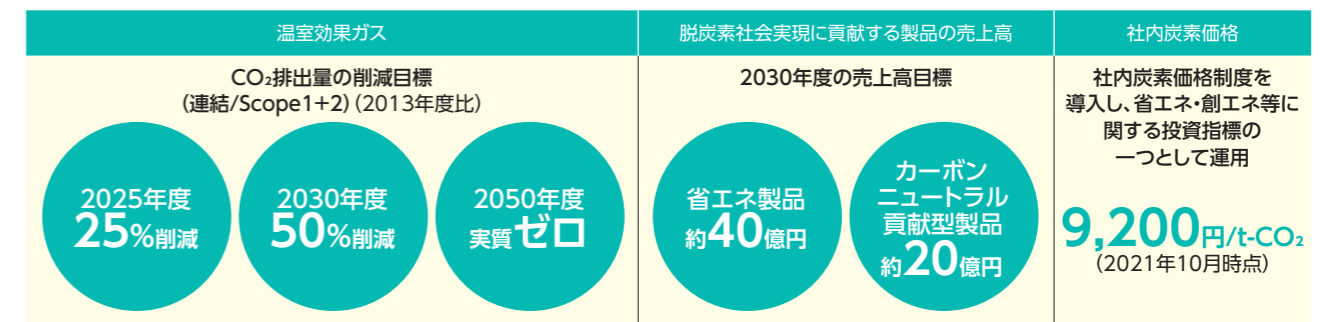 温室効果ガス
CO₂排出量の削減目標
(連結/Scope1+2)(2013年度比)
2025年度
25%削減
2030年度
50%削減
2050年度
実質ゼロ
脱炭素社会実現に貢献する製品の売上高
2030年度の売上高目標
省エネ製品
約40億円
カーボン
ニュートラル
貢献型製品
約20億円
社内炭素価格
社内炭素価格制度を
導入し、省エネ・創エネ等に
関する投資指標の
一つとして運用
9,200円/t-CO₂
(2021年10月時点)